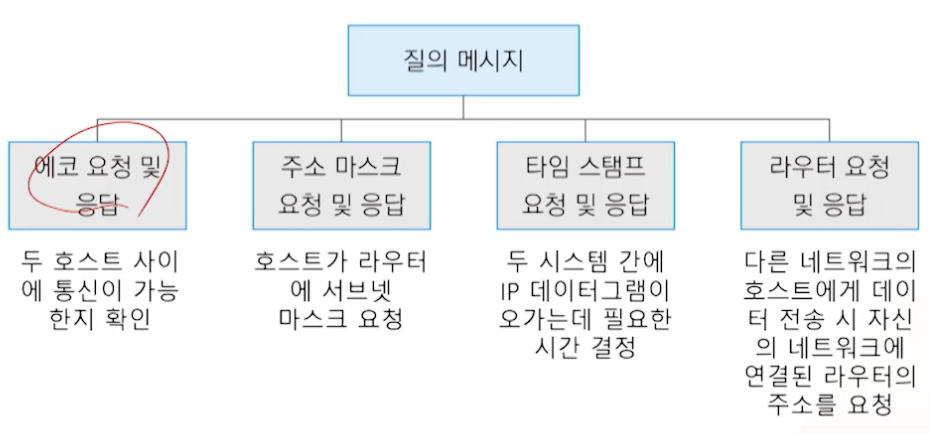 질의 메시지
에코 요청 및
응답
주소 마스크
요청 및 응답
타임 스탬프
요청 및 응답
라우터 요청
및 응답
두 호스트 사이
에 통신이 가능
한지 확인
호스트가 라우터
에 서브넷
마스크 요청
두 시스템 간에
IP 데이터그램이
오가는데 필요한
시간 결정
다른 네트워크의
호스트에게 데이
터 전송 시 자신
의 네트워크에
연결된 라우터의
주소를 요청